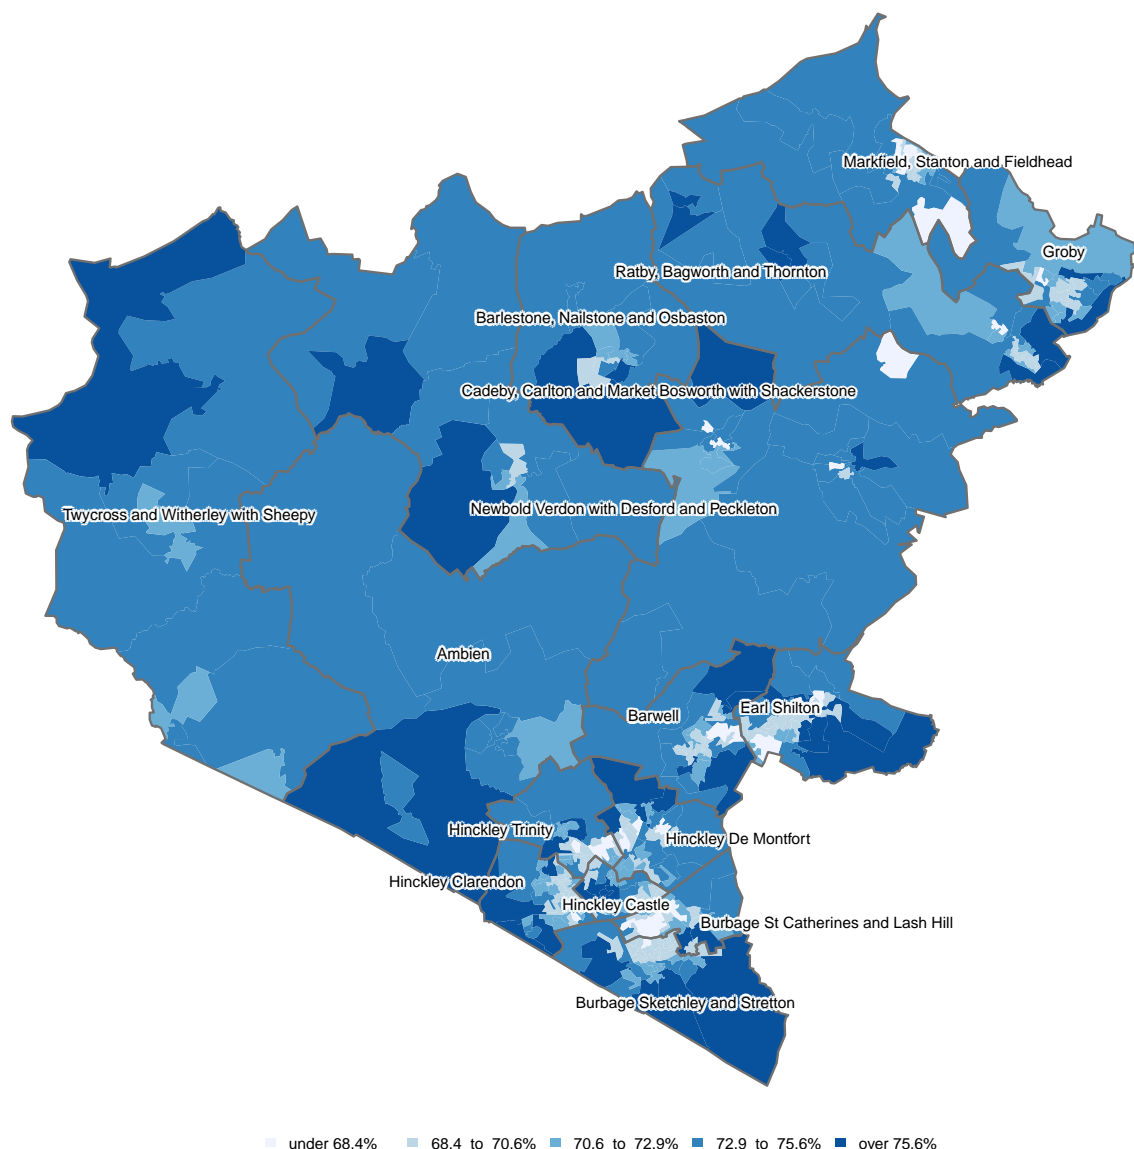 Markfield, Stanton and Fieldhead
Groby
Ratby, Bagworth and Thornton
Barlestone, Nailstone and Osbaston
Cadeby, Carlton and Market Bosworth with Shackerstone
Newbold Verdon with Desford and Peckleton
Twycross and Witherley with Sheepy
Ambien
Earl Shilton
Barwell
Hinckley Trinity
Hinckley De Montfort
Hinckley Clarendon
Hinckley Castle
Burbage St Catherines and Lash Hill
Burbage Sketchley and Stretton
under 68.4% 68.4 to 70.6% 70.6 to 72.9% 72.9 to 75.6% over 75.6%